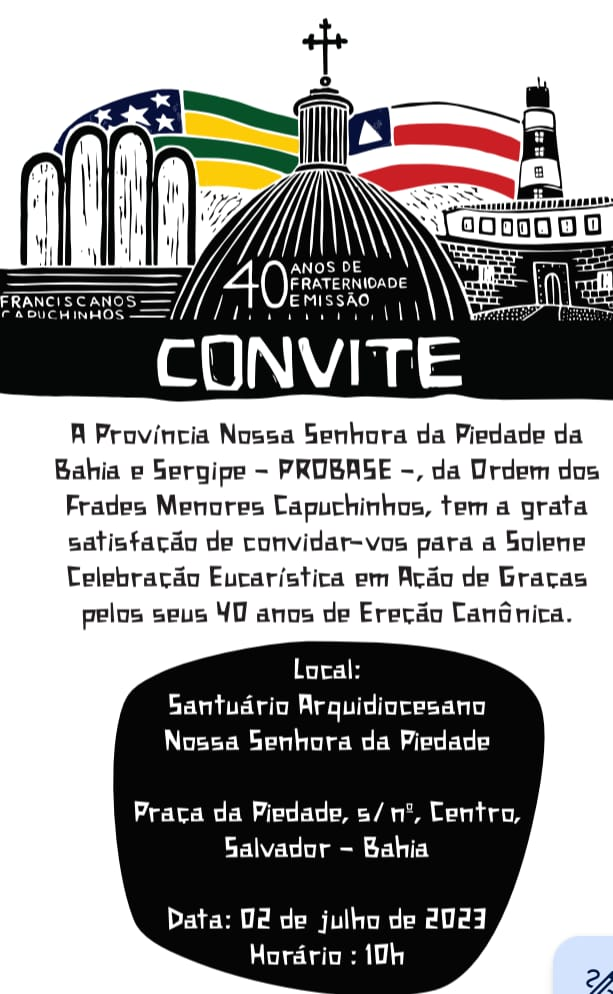 40 ANOS DE
FRATERNIDADE
E MISSÃO
FRANCISCANOS
CAPUCHINHOS
CONVITE
A Província Nossa Senhora da Piedade da
Bahia e Sergipe - PROBASE -, da Ordem dos
Frades Menores Capuchinhos, tem a grata
satisfação de convidar-vos para a Solene
Celebração Eucarística em Ação de Graças
pelos seus 40 anos de Ereção Canônica.
Local:
Santuário Arquidiocesano
Nossa Senhora da Piedade
Praça da Piedade, s/nº, Centro,
Salvador - Bahia
Data: 02 de julho de 2023
Horário : 10h